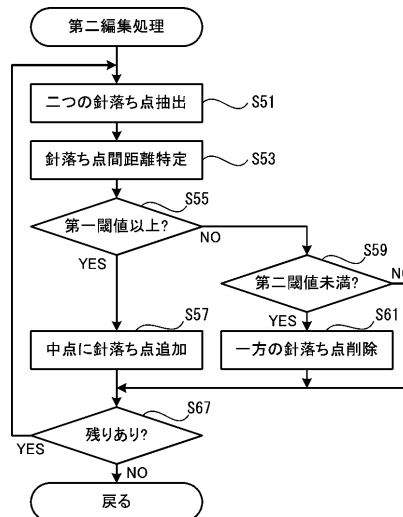 第二編集処理
二つの針落ち点抽出
S51
針落ち点間距離特定
S53
第一閾値以上?
S55
NO
YES
第二閾値未満?
S59
NO
YES
中点に針落ち点追加
S57
一方の針落ち点削除
S61
残りあり?
S67
YES
NO
戻る